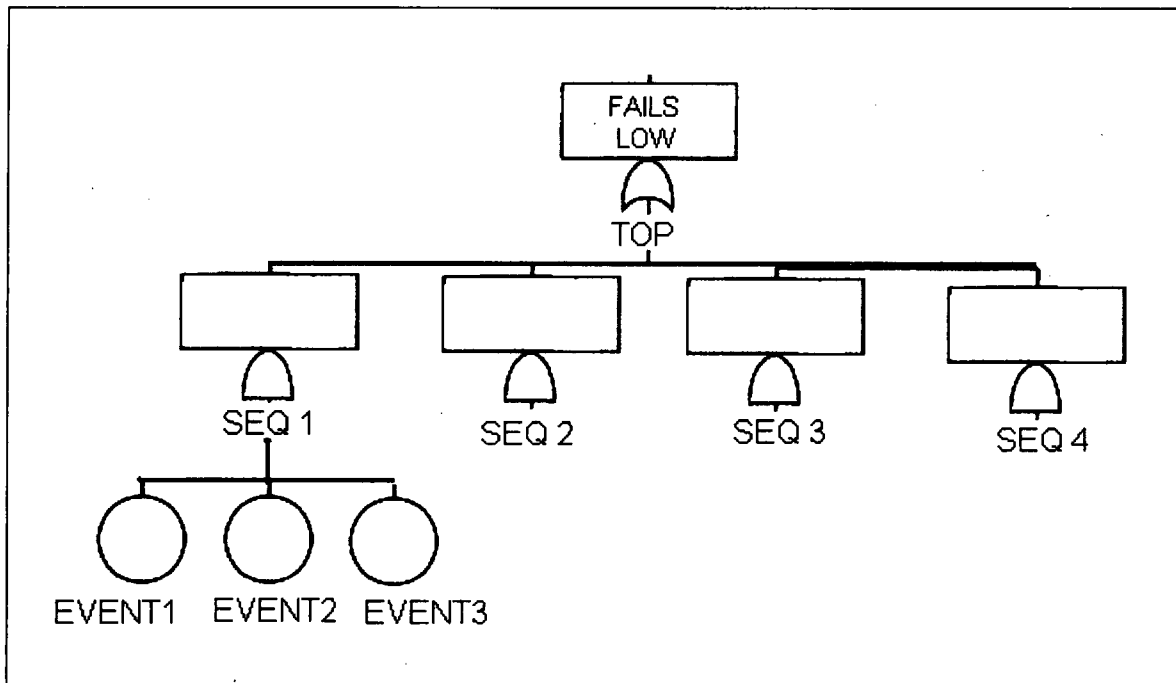 FAILS
LOW
TOP
SEQ 1
SEQ 2
SEQ 3
SEQ 4
EVENT1
EVENT2
EVENT3